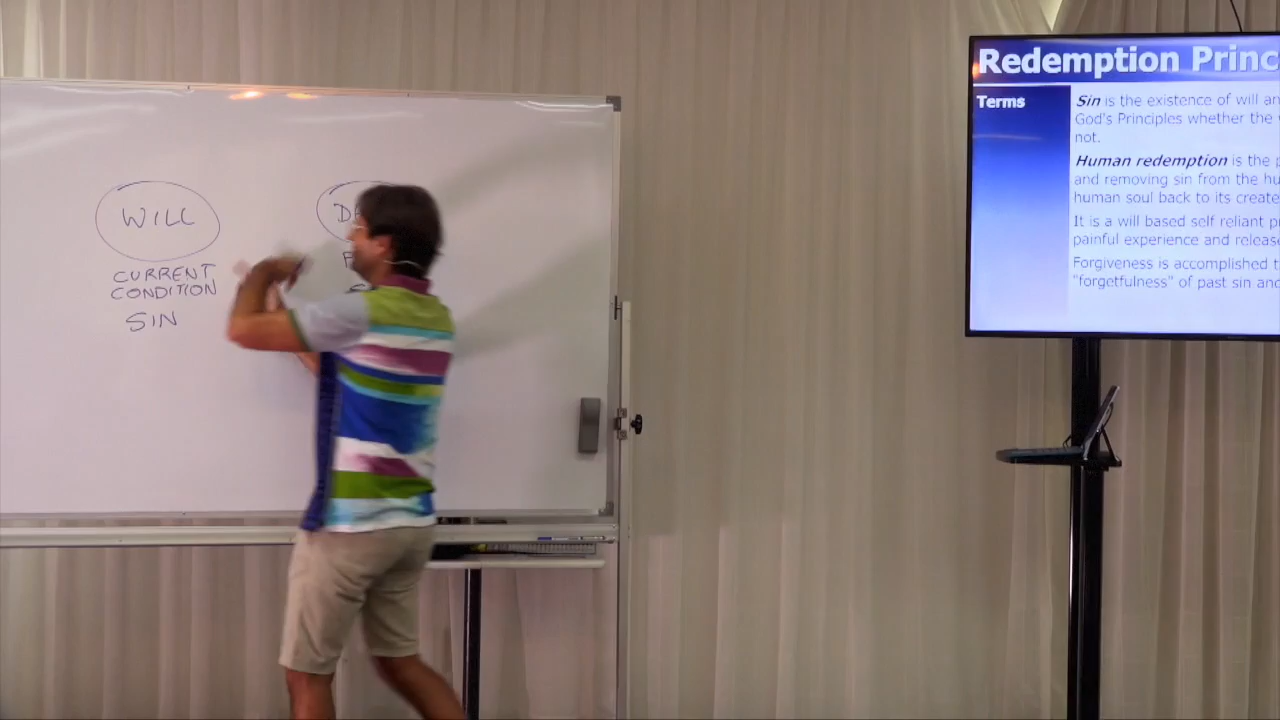 WILL
CURRENT
CONDITION
SIN
Redemption Princ
Terms
Sin is the existence of will an
God's Principles whether the
not.
Human redemption is the p
and removing sin from the hu
human soul back to its create
It is a will based self reliant p
painful experience and releas
Forgiveness is accomplished t
"forgetfulness" of past sin and